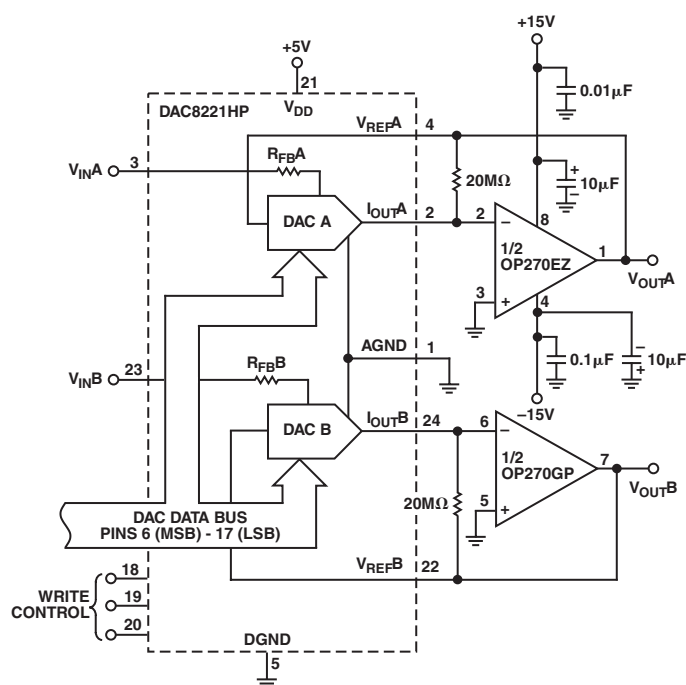 +15V
+5V
21
VDD
DAC8221HP
0.01µF
VREFA 4
VINA 3
RFBA
20MΩ
+
10µF
−
DAC A
IOUTA 2
2 −
8
1/2
OP270EZ
1
VOUTA
3 +
4
AGND 1
0.1µF
−
10µF
+
−15V
VINB 23
RFBB
DAC B
IOUTB 24
6 −
1/2
OP270GP
7
VOUTB
5 +
20MΩ
DAC DATA BUS
PINS 6 (MSB) - 17 (LSB)
VREFB 22
WRITE
CONTROL
18
19
20
DGND
5